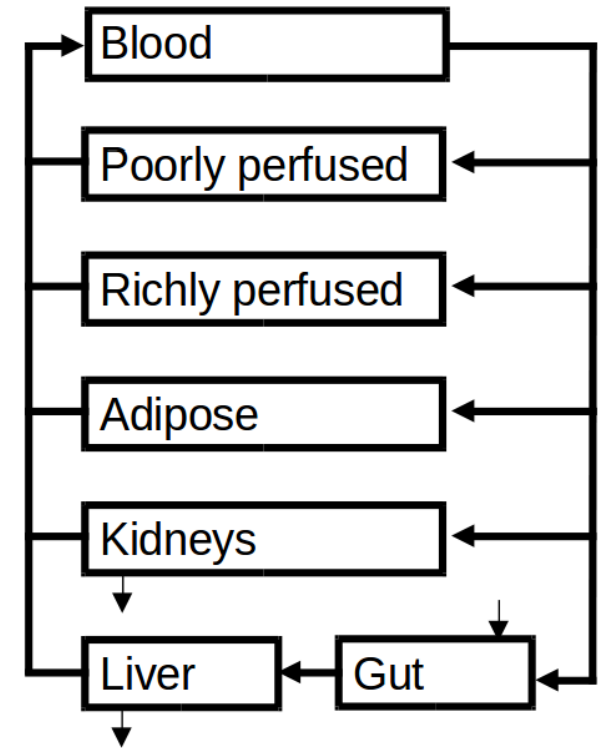 Blood
Poorly perfused
Richly perfused
Adipose
Kidneys
Liver
Gut